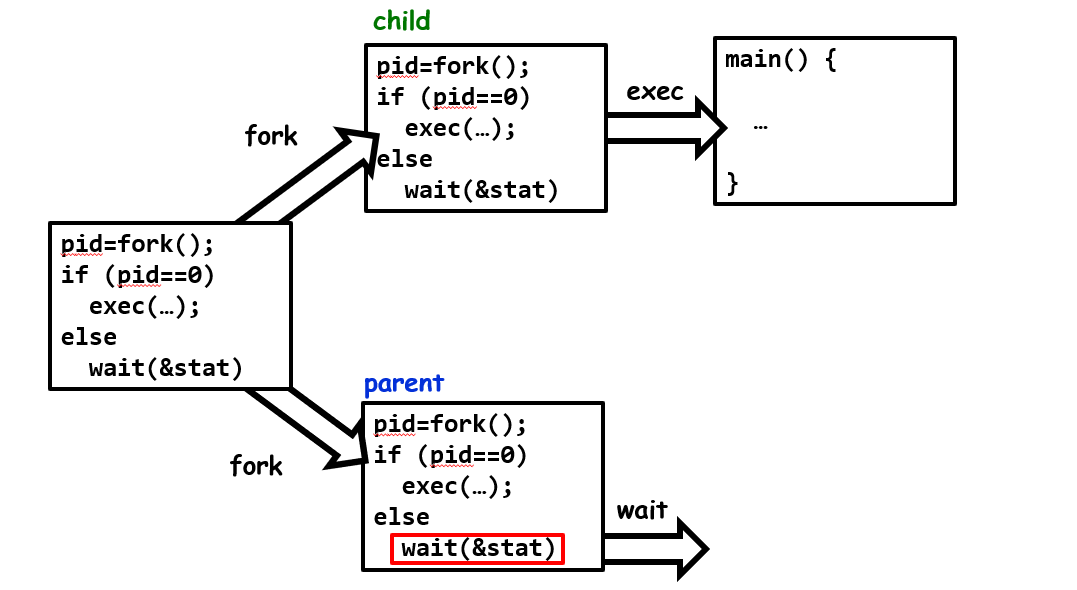 child
pid=fork();
if (pid==0)
  exec(…);
else
  wait(&stat)
exec
main() {
  …
}
fork
pid=fork();
if (pid==0)
  exec(…);
else
  wait(&stat)
fork
parent
pid=fork();
if (pid==0)
  exec(…);
else
  wait(&stat)
wait